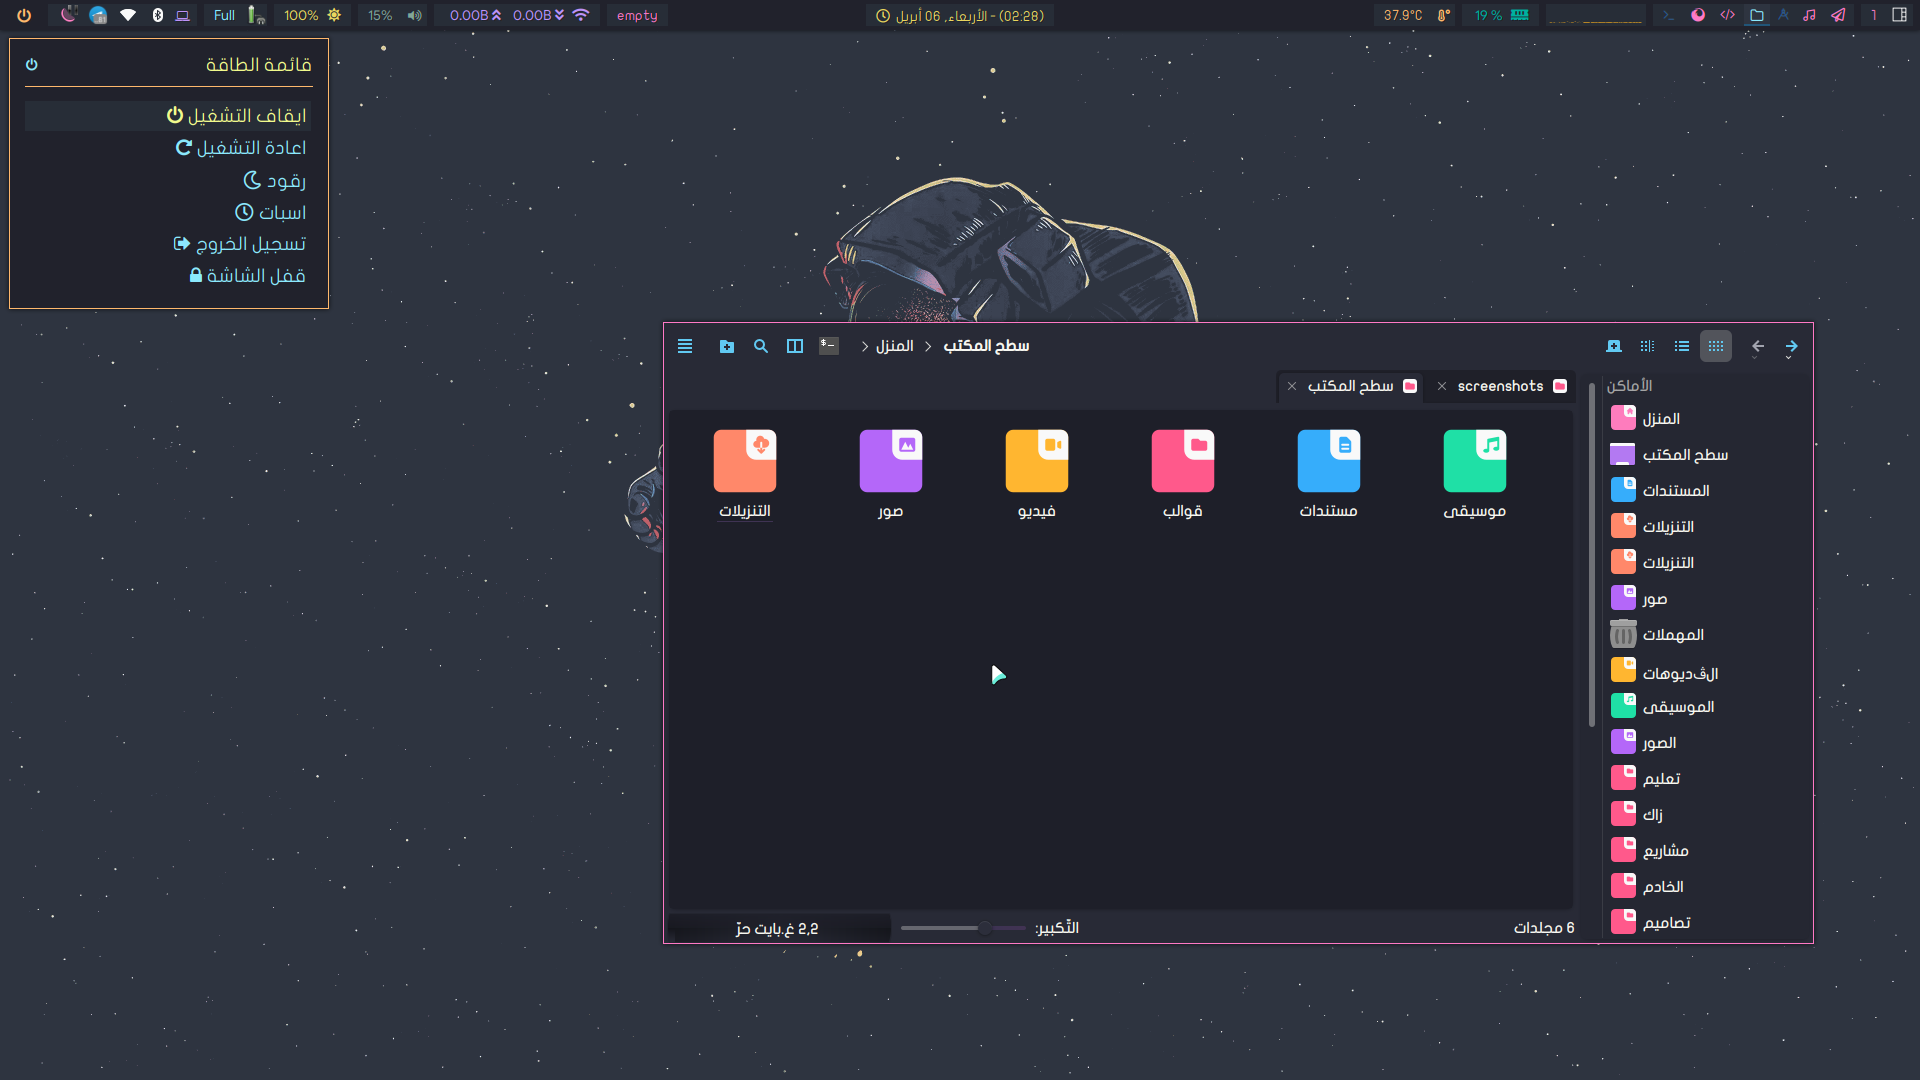 Full
100%
15%
0.00B
0.00B
empty
(02:28) - الأربعاء, 06 أبريل
37.9°C
19 %
1
قائمة الطاقة
ايقاف التشغيل
اعادة التشغيل
رقود
اسبات
تسجيل الخروج
قفل الشاشة
المنزل
سطح المكتب
screenshots
سطح المكتب
التنزيلات
صور
فيديو
قوالب
مستندات
موسيقى
الأماكن
المنزل
سطح المكتب
المستندات
التنزيلات
التنزيلات
صور
المهملات
الڤديوهات
الموسيقى
الصور
تعليم
زاك
مشاريع
الخادم
تصاميم
6 مجلدات
التّكبير:
2,2 غ.بايت حرّ